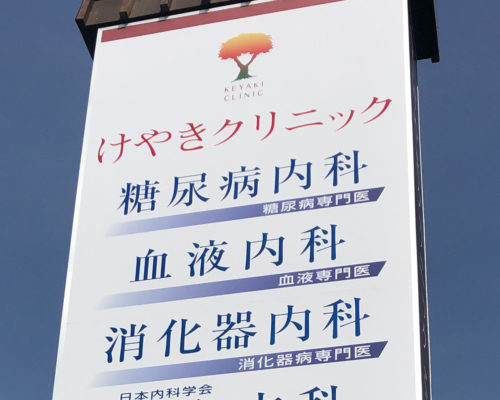 KEYAKI
CLINIC
けやきクリニック
糖尿病内科
糖尿病専門医
血液内科
血液専門医
消化器内科
消化器病専門医
日本内科学会
内科